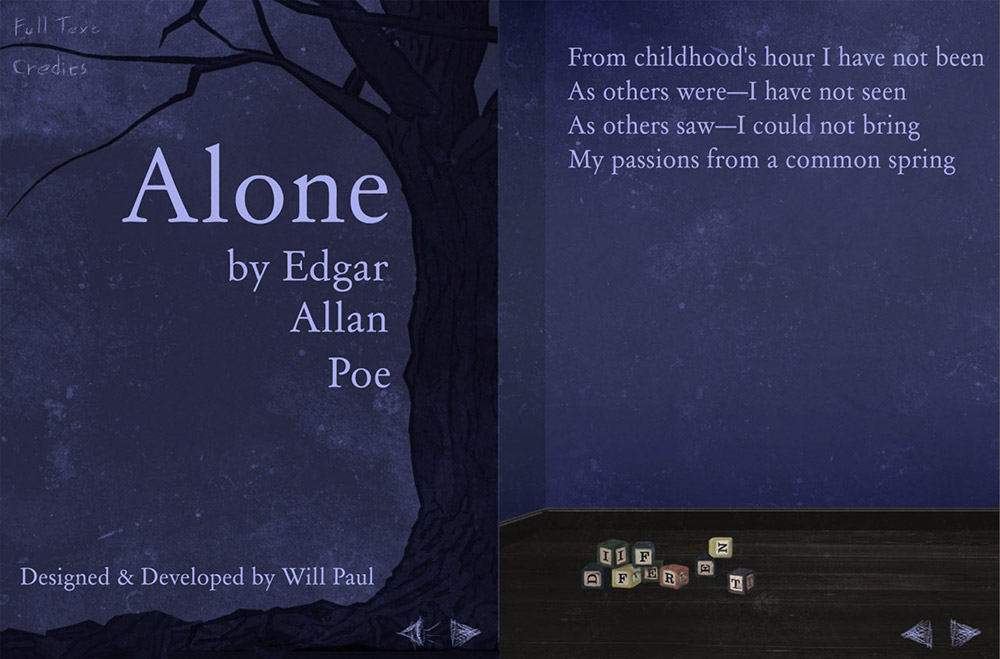 Full Text
Credits
Alone
by Edgar
Allan
Poe
Designed & Developed by Will Paul
From childhood's hour I have not been
As others were—I have not seen
As others saw—I could not bring
My passions from a common spring
D I F F E R E N T